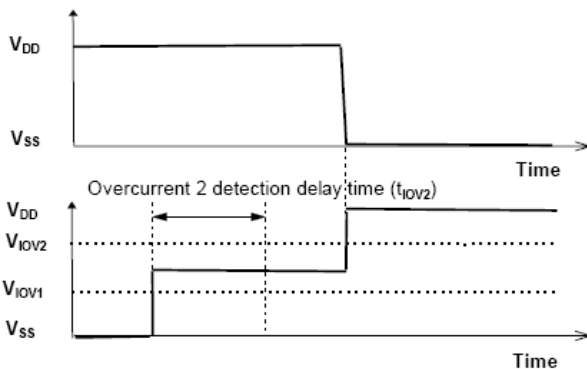 VDD
VSS
Time
Overcurrent 2 detection delay time (tIOV2)
VDD
VIOV2
VIOV1
VSS
Time